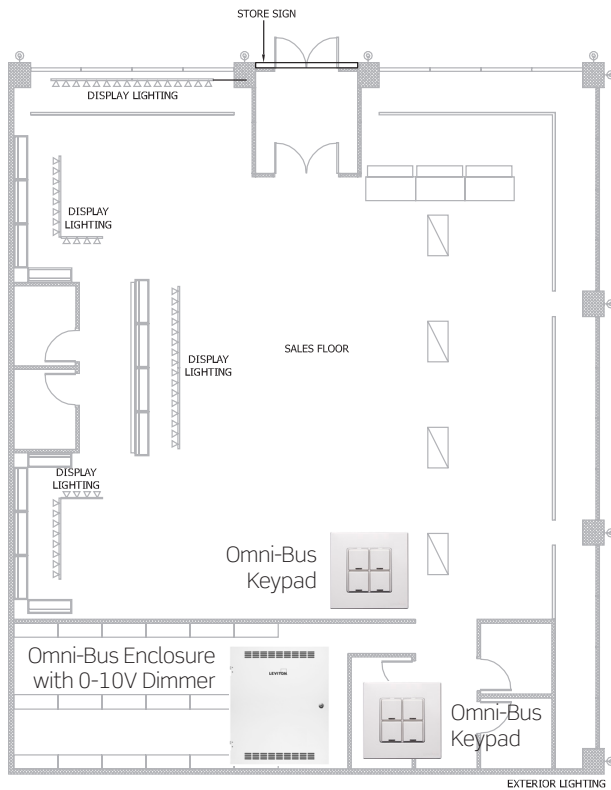 STORE SIGN
DISPLAY LIGHTING
DISPLAY
LIGHTING
SALES FLOOR
DISPLAY
LIGHTING
DISPLAY
LIGHTING
Omni-Bus
Keypad
Omni-Bus Enclosure
with 0-10V Dimmer
LEVITON
Omni-Bus
Keypad
EXTERIOR LIGHTING